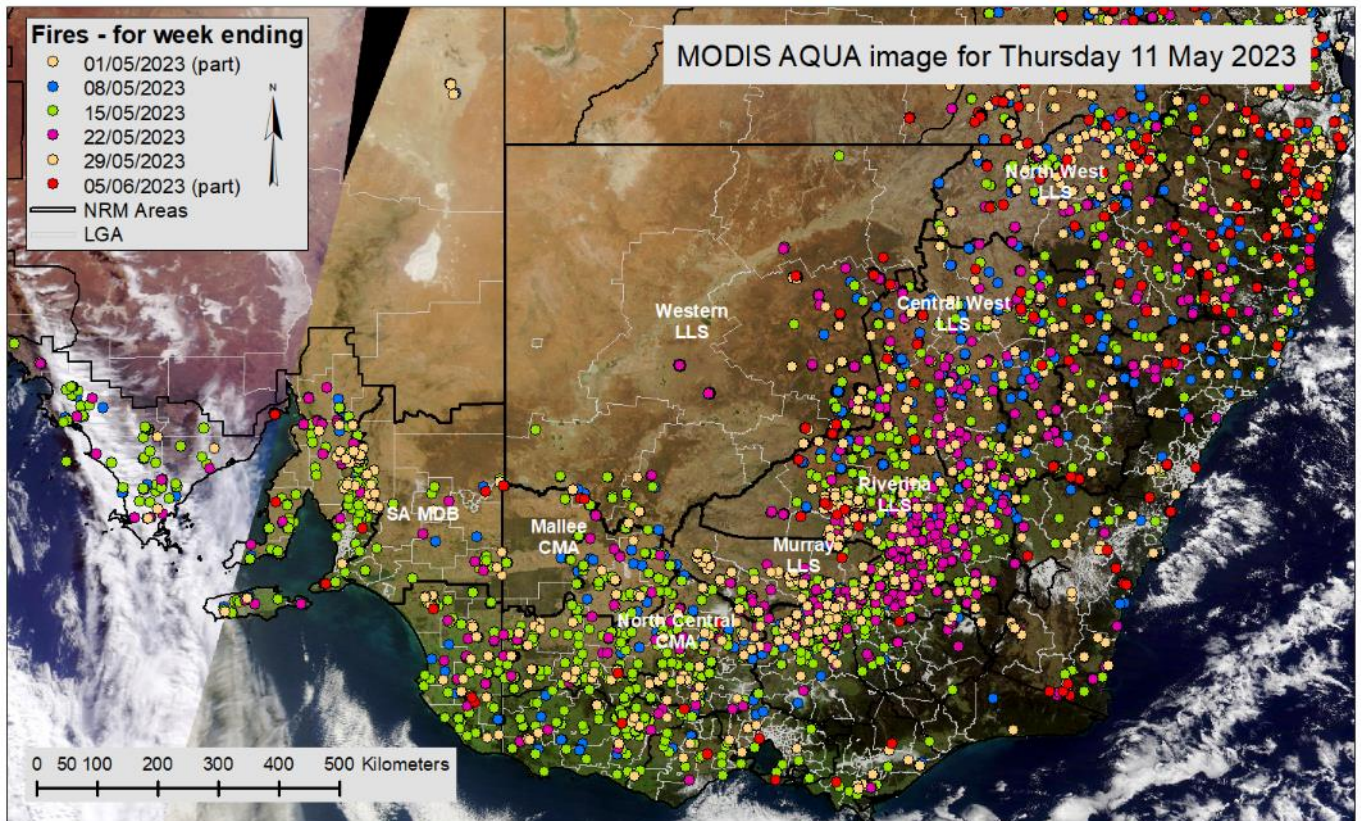 Fires - for week ending
01/05/2023 (part)
08/05/2023
15/05/2023
22/05/2023
29/05/2023
05/06/2023 (part)
NRM Areas
LGA
N
MODIS AQUA image for Thursday 11 May 2023
North West
LLS
Western
LLS
Central West
LLS
Riverina
LLS
SA MDB
Mallee
CMA
Murray
LLS
North Central
CMA
0 50 100 200 300 400 500 Kilometers